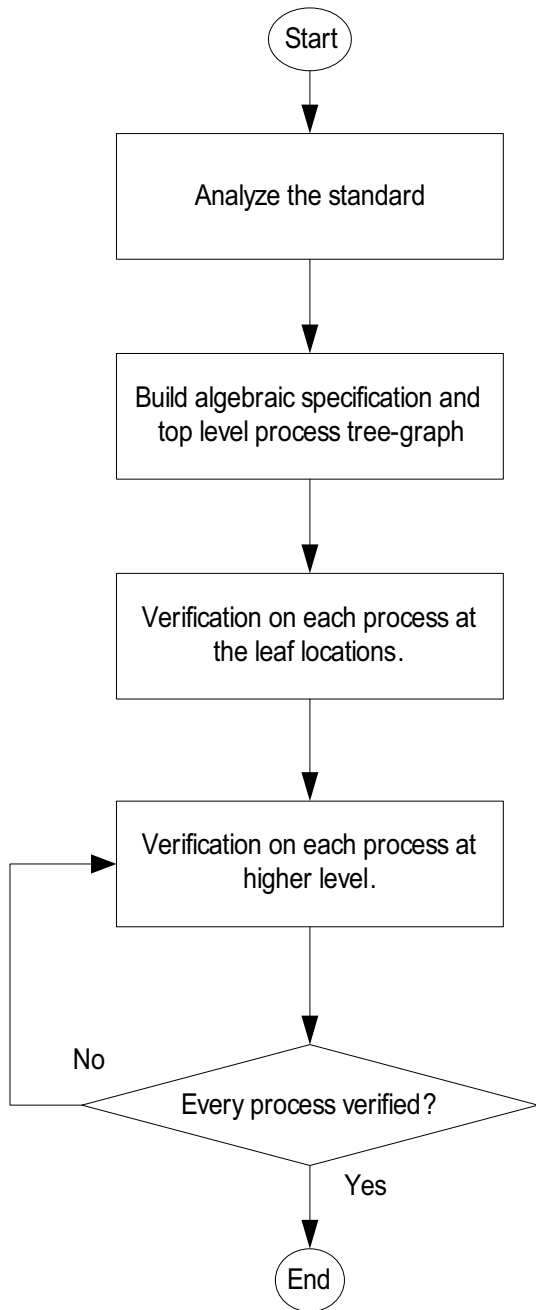 Start
Analyze the standard
Build algebraic specification and
top level process tree-graph
Verification on each process at
the leaf locations.
Verification on each process at
higher level.
No
Every process verified?
Yes
End